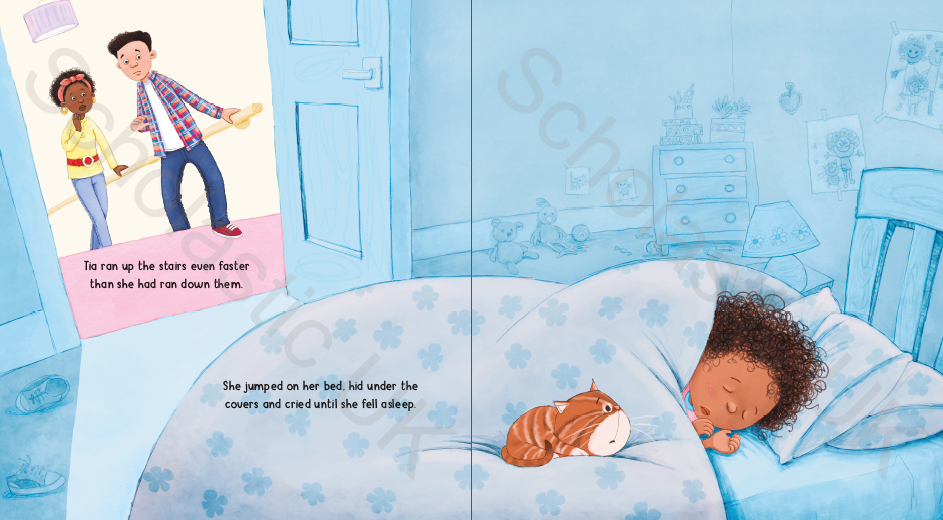 Tia ran up the stairs even faster
than she had ran down them.
She jumped on her bed, hid under the
covers and cried until she fell asleep.
Scholastic UK
Scholastic UK